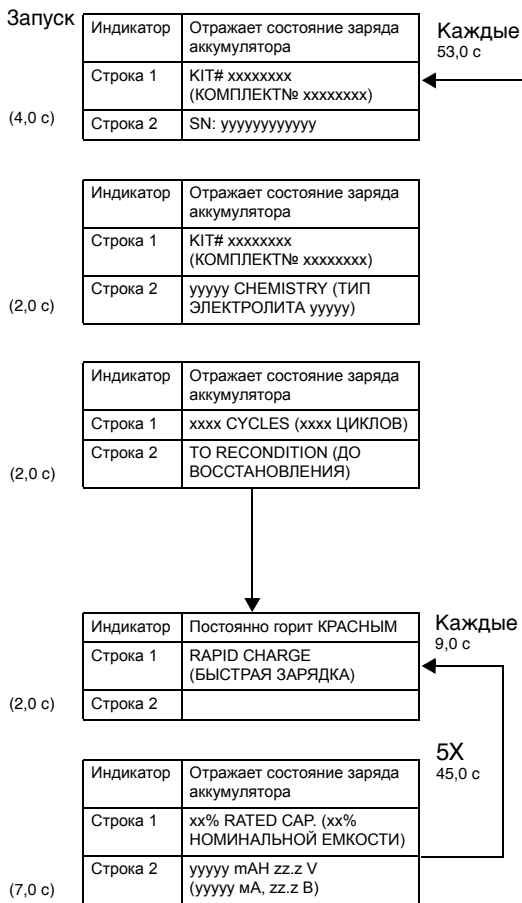 Запуск
Индикатор Отражает состояние заряда
аккумулятора
Каждые
53,0 с
Строка 1 KIT# xxxxxxxx
(КОМПЛЕКТ№ xxxxxxxx)
(4,0 с) Строка 2 SN: yyyyyyyyyyyy
Индикатор Отражает состояние заряда
аккумулятора
Строка 1 KIT# xxxxxxxx
(КОМПЛЕКТ№ xxxxxxxx)
Строка 2 yyyyy CHEMISTRY (ТИП
ЭЛЕКТРОЛИТА yyyyy)
(2,0 с)
Индикатор Отражает состояние заряда
аккумулятора
Строка 1 xxxx CYCLES (xxxx ЦИКЛОВ)
Строка 2 TO RECONDITION (ДО
ВОССТАНОВЛЕНИЯ)
(2,0 с)
Индикатор Постоянно горит КРАСНЫМ
Каждые
9,0 с
Строка 1 RAPID CHARGE
(БЫСТРАЯ ЗАРЯДКА)
(2,0 с) Строка 2
5X
45,0 с
Индикатор Отражает состояние заряда
аккумулятора
Строка 1 xx% RATED CAP. (xx%
НОМИНАЛЬНОЙ ЕМКОСТИ)
Строка 2 yyyyy mAH zz.z V
(yyyyy мА, zz.z В)
(7,0 с)